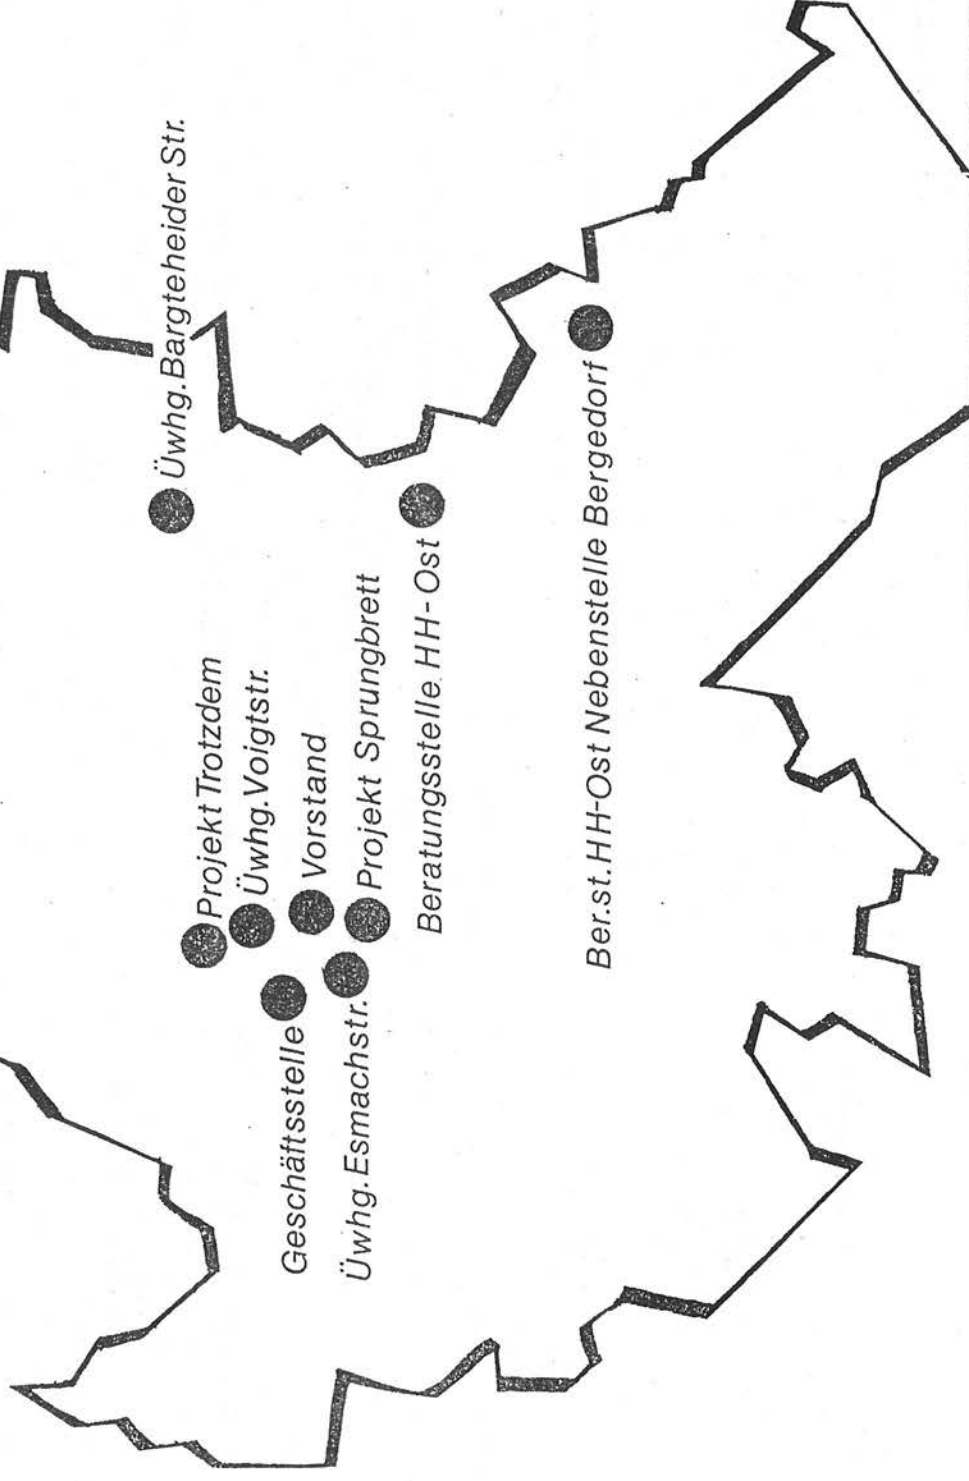 Üwhg.Bargteheider Str.
Projekt Trotzdem
Üwhg.Voigtstr.
Geschäftsstelle
Vorstand
Üwhg.Esmachstr.
Projekt Sprungbrett
Beratungsstelle HH-Ost
Ber.st.HH-Ost Nebenstelle Bergedorf